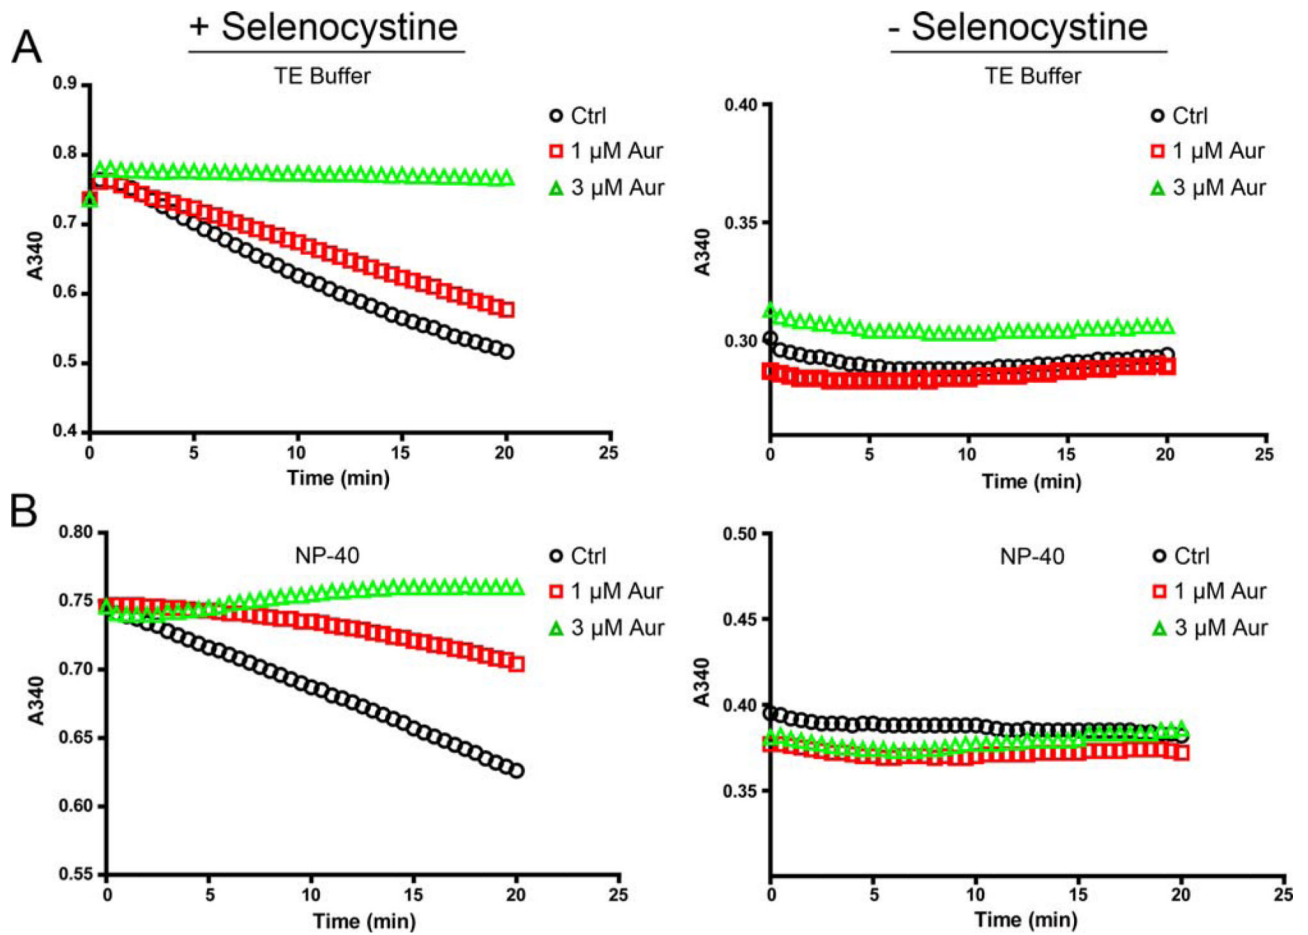 + Selenocystine
- Selenocystine
A
TE Buffer
TE Buffer
0.9
0.8
0.7
0.6
0.5
0.4
A340
0
5
10
15
20
25
Time (min)
Ctrl
1 µM Aur
3 µM Aur
0.40
0.35
0.30
A340
0
5
10
15
20
25
Time (min)
Ctrl
1 µM Aur
3 µM Aur
B
NP-40
0.80
0.75
0.70
0.65
0.60
0.55
A340
0
5
10
15
20
25
Time (min)
Ctrl
1 µM Aur
3 µM Aur
NP-40
0.50
0.45
0.40
0.35
A340
0
5
10
15
20
25
Time (min)
Ctrl
1 µM Aur
3 µM Aur